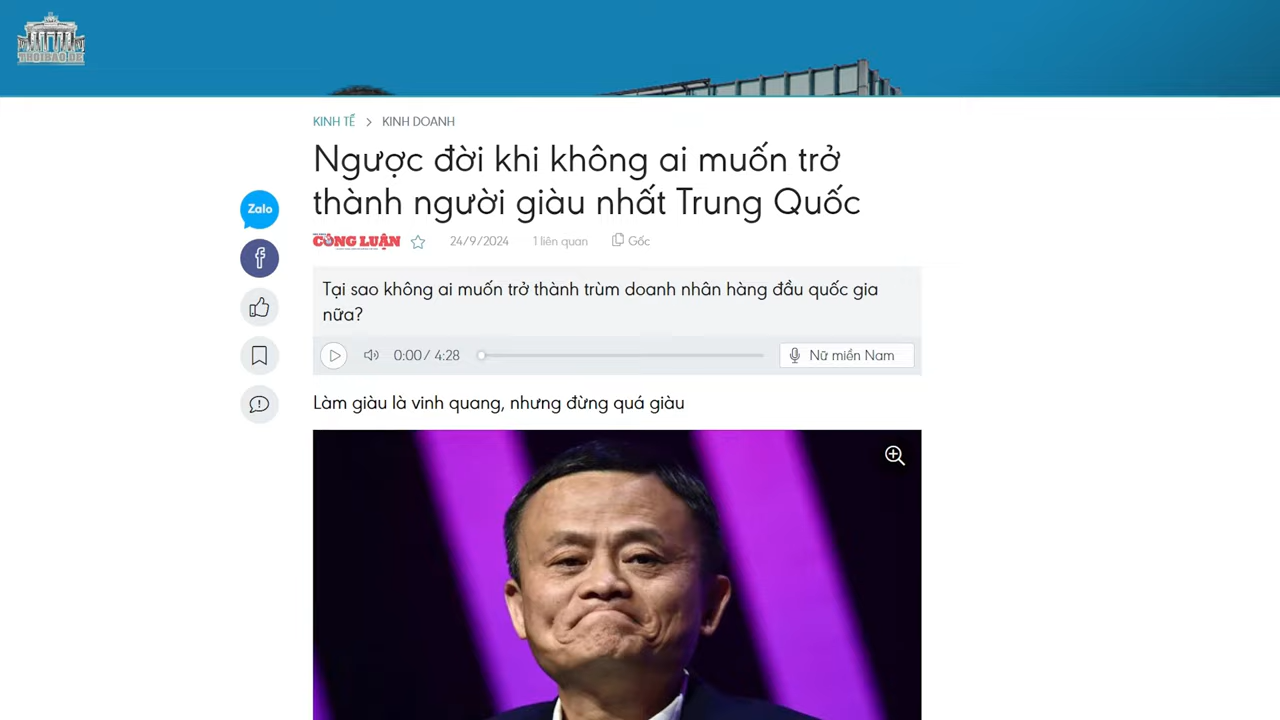 THOIBAO.DE
KINH TẾ > KINH DOANH
Ngược đời khi không ai muốn trở
thành người giàu nhất Trung Quốc
Zalo
CÔNG LUẬN 24/9/2024 1 liên quan Gốc
Tại sao không ai muốn trở thành trùm doanh nhân hàng đầu quốc gia
nữa?
0:00 / 4:28 Nữ miền Nam
Làm giàu là vinh quang, nhưng đừng quá giàu